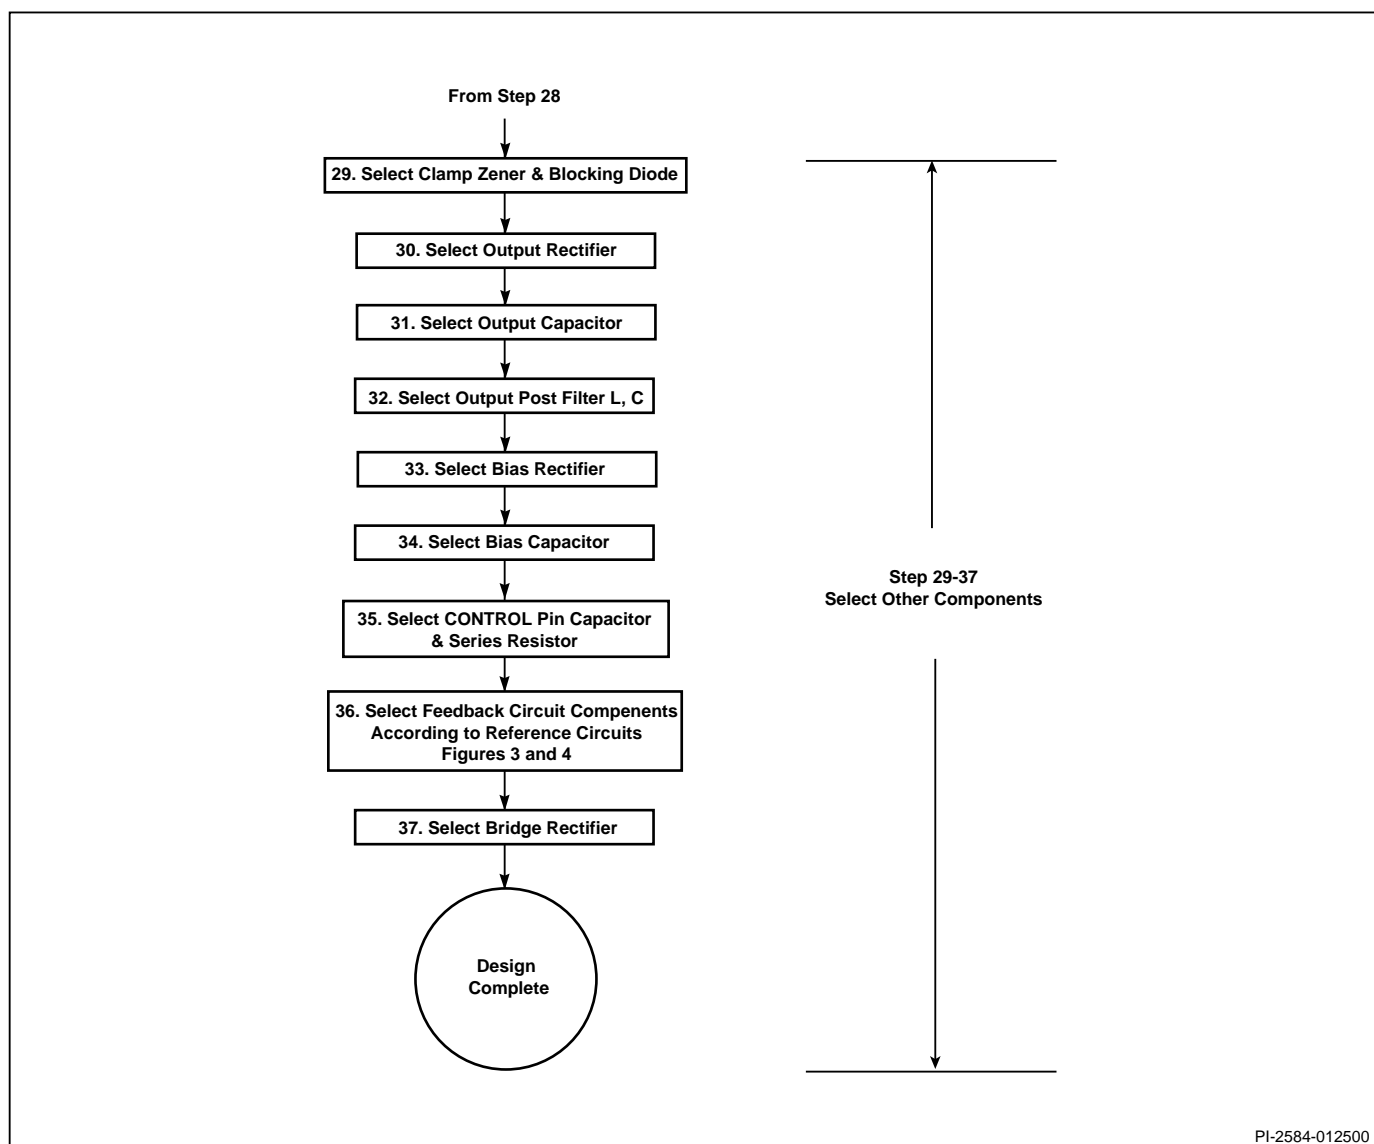 From Step 28
29. Select Clamp Zener & Blocking Diode
30. Select Output Rectifier
31. Select Output Capacitor
32. Select Output Post Filter L, C
33. Select Bias Rectifier
34. Select Bias Capacitor
35. Select CONTROL Pin Capacitor
& Series Resistor
36. Select Feedback Circuit Compenents
According to Reference Circuits
Figures 3 and 4
37. Select Bridge Rectifier
Design
Complete
Step 29-37
Select Other Components
PI-2584-012500